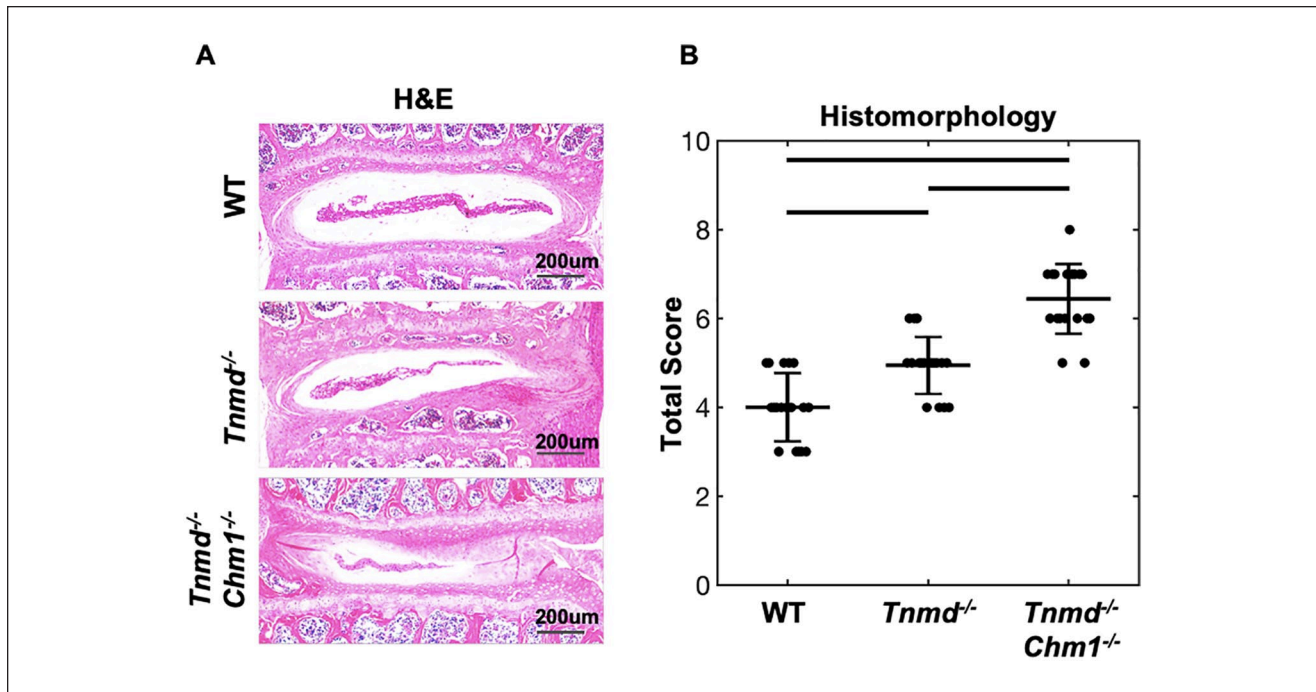 A
H&E
WT
200um
Tnmd-/-
200um
Tnmd-/-
Chm1-/-
200um
B
Histomorphology
Total Score
10
8
6
4
2
0
WT
Tnmd-/-
Tnmd-/-
Chm1-/-